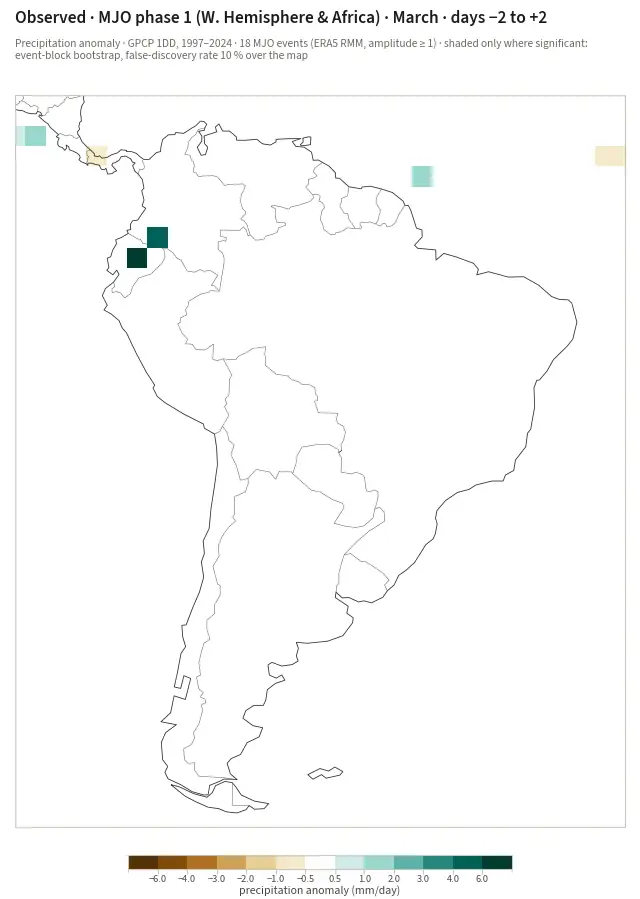 Observed · MJO phase 1 (W. Hemisphere & Africa) · March · days −2 to +2
Precipitation anomaly · GPCP 1DD, 1997–2024 · 18 MJO events (ERA5 RMM, amplitude ≥ 1) · shaded only where significant:
event-block bootstrap, false-discovery rate 10 % over the map
−6.0 −4.0 −3.0 −2.0 −1.0 −0.5 0.5 1.0 2.0 3.0 4.0 6.0
precipitation anomaly (mm/day)